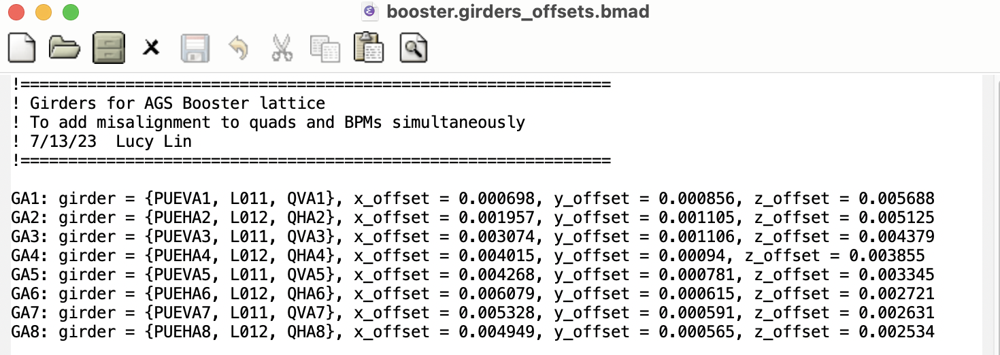 booster.girders_offsets.bmad
!==============================================================
! Girders for AGS Booster lattice
! To add misalignment to quads and BPMs simultaneously
! 7/13/23  Lucy Lin
!==============================================================
GA1: girder = {PUEVA1, L011, QVA1}, x_offset = 0.000698, y_offset = 0.000856, z_offset = 0.005688
GA2: girder = {PUEHA2, L012, QHA2}, x_offset = 0.001957, y_offset = 0.001105, z_offset = 0.005125
GA3: girder = {PUEVA3, L011, QVA3}, x_offset = 0.003074, y_offset = 0.001106, z_offset = 0.004379
GA4: girder = {PUEHA4, L012, QHA4}, x_offset = 0.004015, y_offset = 0.00094, z_offset = 0.003855
GA5: girder = {PUEVA5, L011, QVA5}, x_offset = 0.004268, y_offset = 0.000781, z_offset = 0.003345
GA6: girder = {PUEHA6, L012, QHA6}, x_offset = 0.006079, y_offset = 0.000615, z_offset = 0.002721
GA7: girder = {PUEVA7, L011, QVA7}, x_offset = 0.005328, y_offset = 0.000591, z_offset = 0.002631
GA8: girder = {PUEHA8, L012, QHA8}, x_offset = 0.004949, y_offset = 0.000565, z_offset = 0.002534